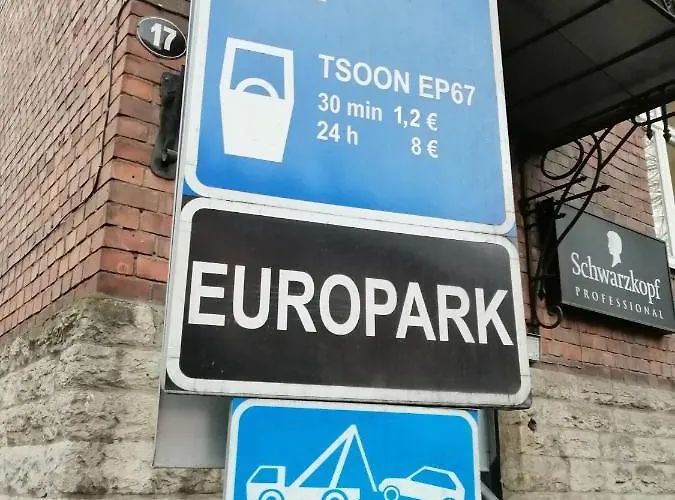 17
TSOON EP67
30 min 1,2 €
24 h 8 €
EUROPARK
Schwarzkopf
PROFESSIONAL